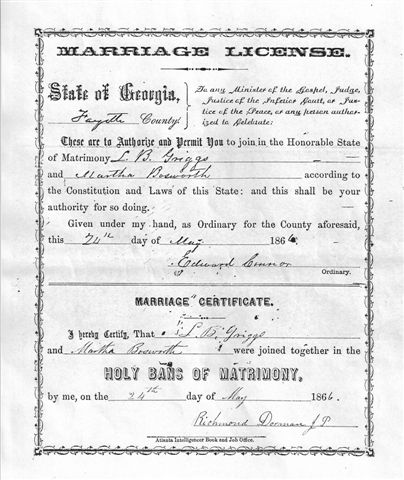 MARRIAGE LICENSE.
State of Georgia,
Fayette County.
To any Minister of the Gospel, Judge,
Justice of the Inferior Court, or Jus-
tice of the Peace, or any person author-
ized to Celebrate:
These are to Authorize and Permit You to join in the Honorable State
of Matrimony L. B. Griggs
and Martha Bosworth according to
the Constitution and Laws of this State: and this shall be your
authority for so doing.
Given under my hand, as Ordinary for the County aforesaid,
this 24th day of May 1866
Edward Connor
Ordinary.
MARRIAGE CERTIFICATE.
I hereby Certify, That L. B. Griggs
and Martha Bosworth were joined together in the
HOLY BANS OF MATRIMONY,
by me, on the 24th day of May 1866.
Richmond Dorman J P
Atlanta Intelligencer Book and Job Office.